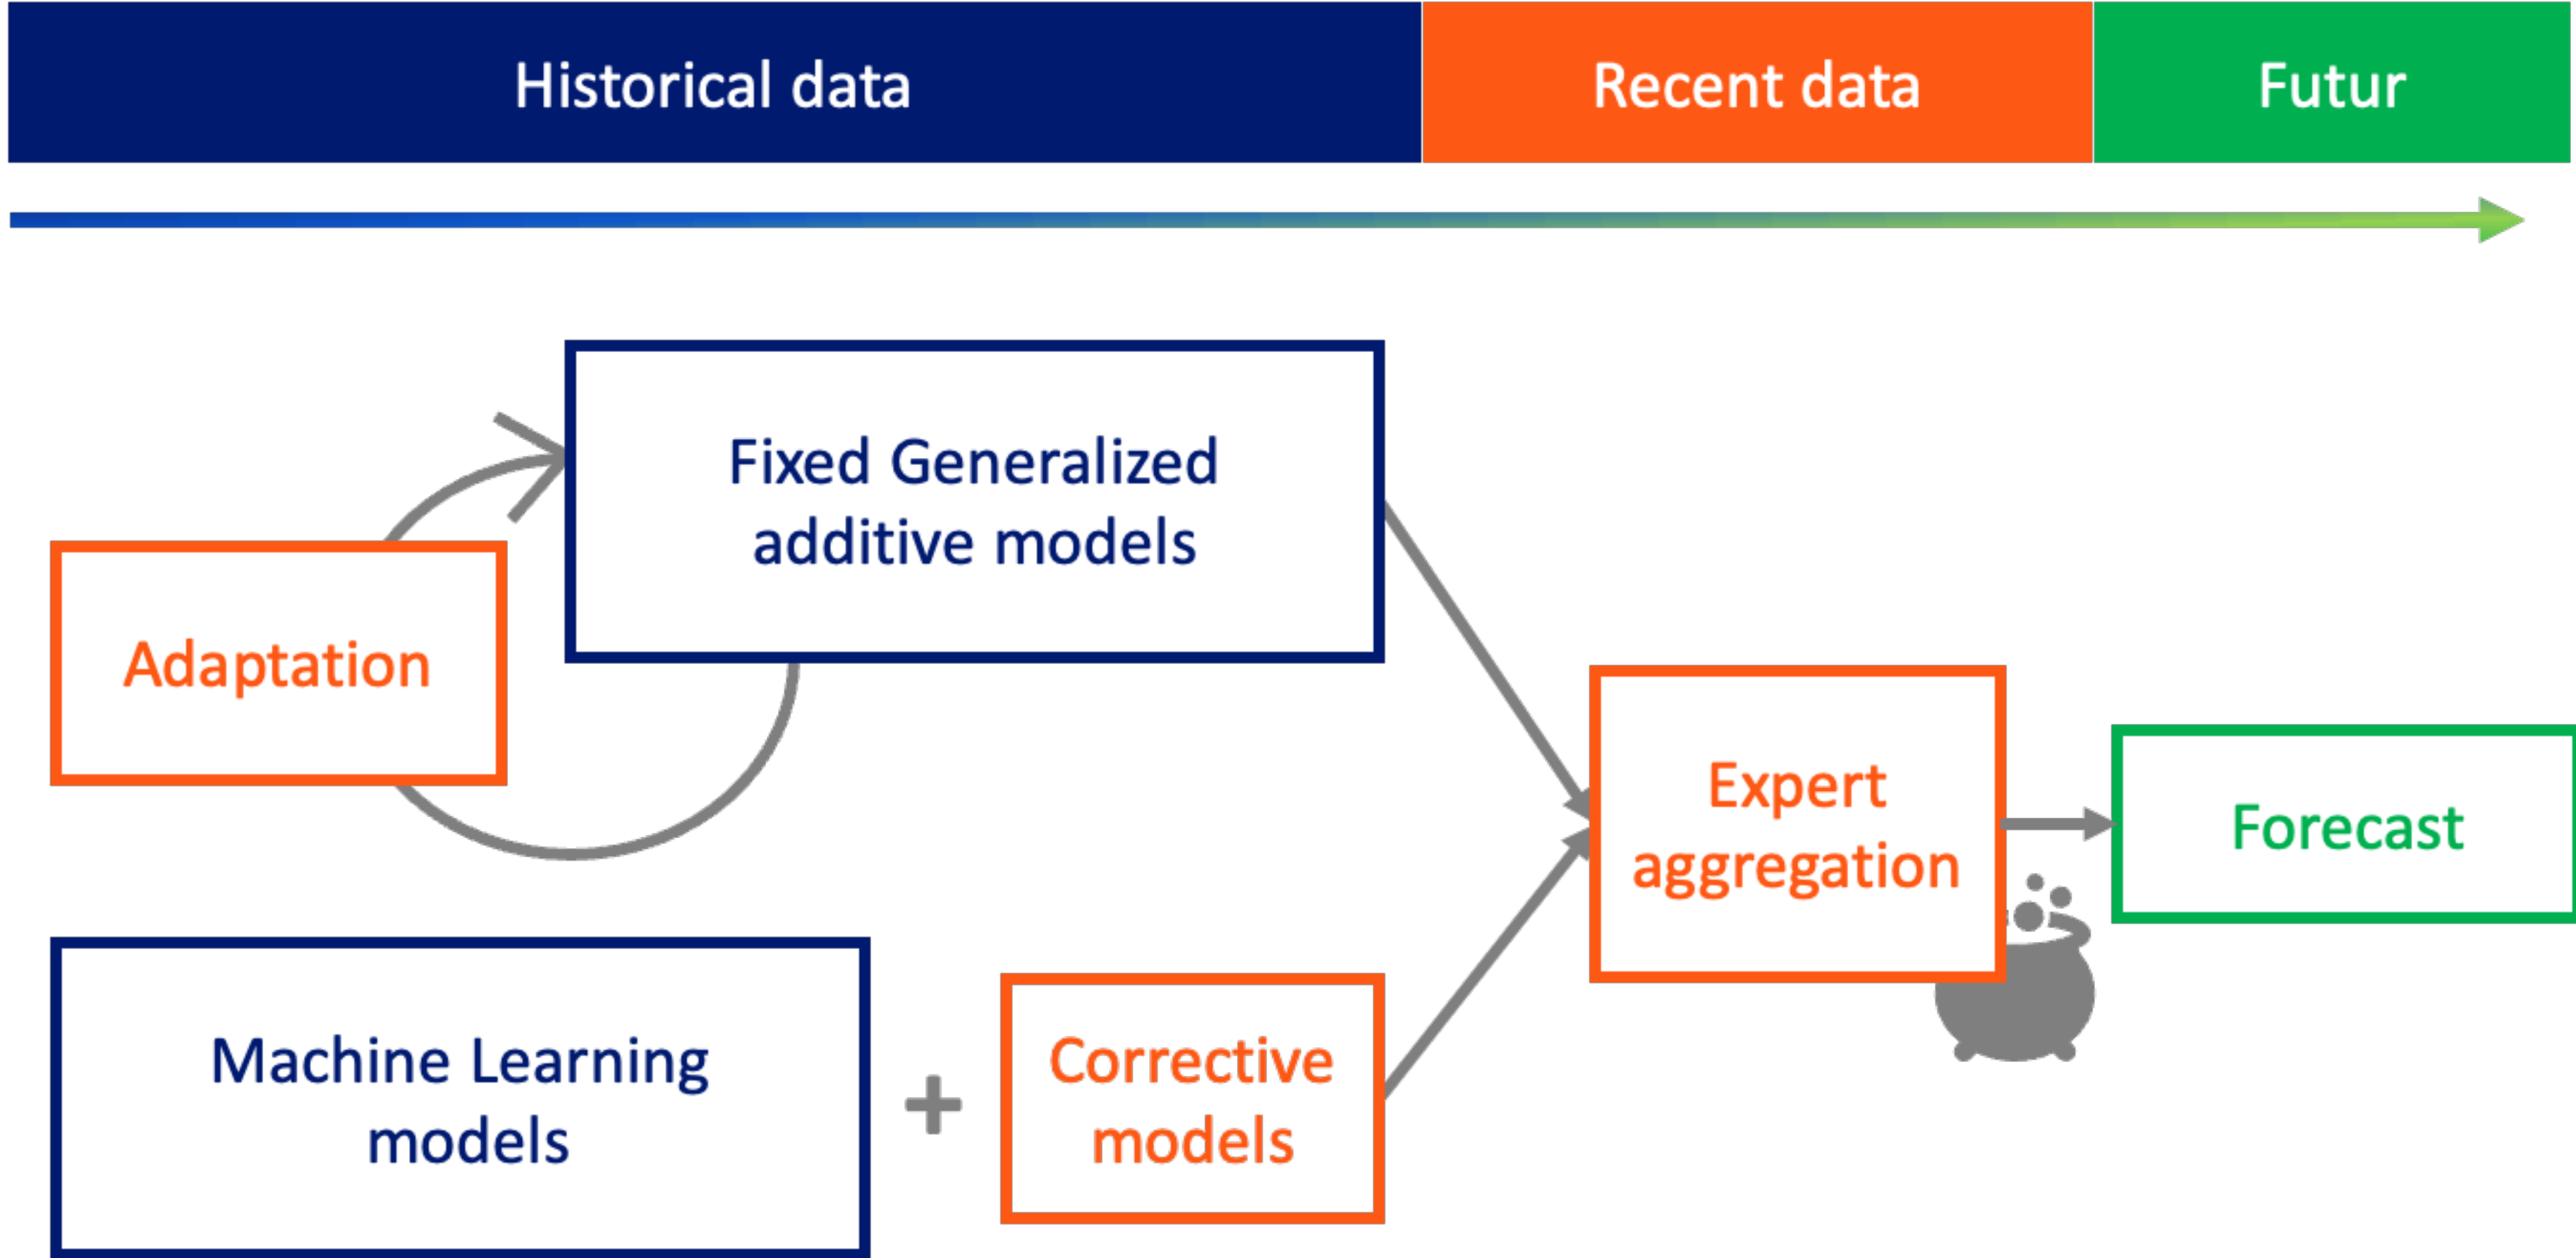 Historical data
Recent data
Futur
Fixed Generalized
additive models
Adaptation
Expert
aggregation
Forecast
Machine Learning
models
+
Corrective
models